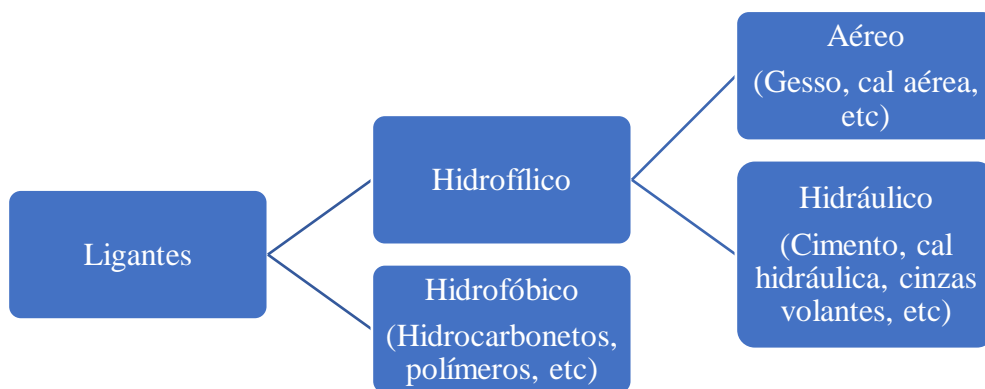 Ligantes
Hidrofílico
Hidrofóbico
(Hidrocarbonetos,
polímeros, etc)
Aéreo
(Gesso, cal aérea,
etc)
Hidráulico
(Cimento, cal
hidráulica, cinzas
volantes, etc)